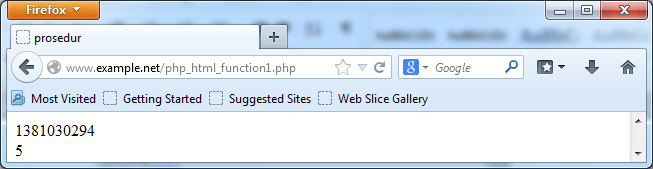 Firefox
prosedur
www.example.net/php_html_function1.php
Google
Most Visited Getting Started Suggested Sites Web Slice Gallery
1381030294
5